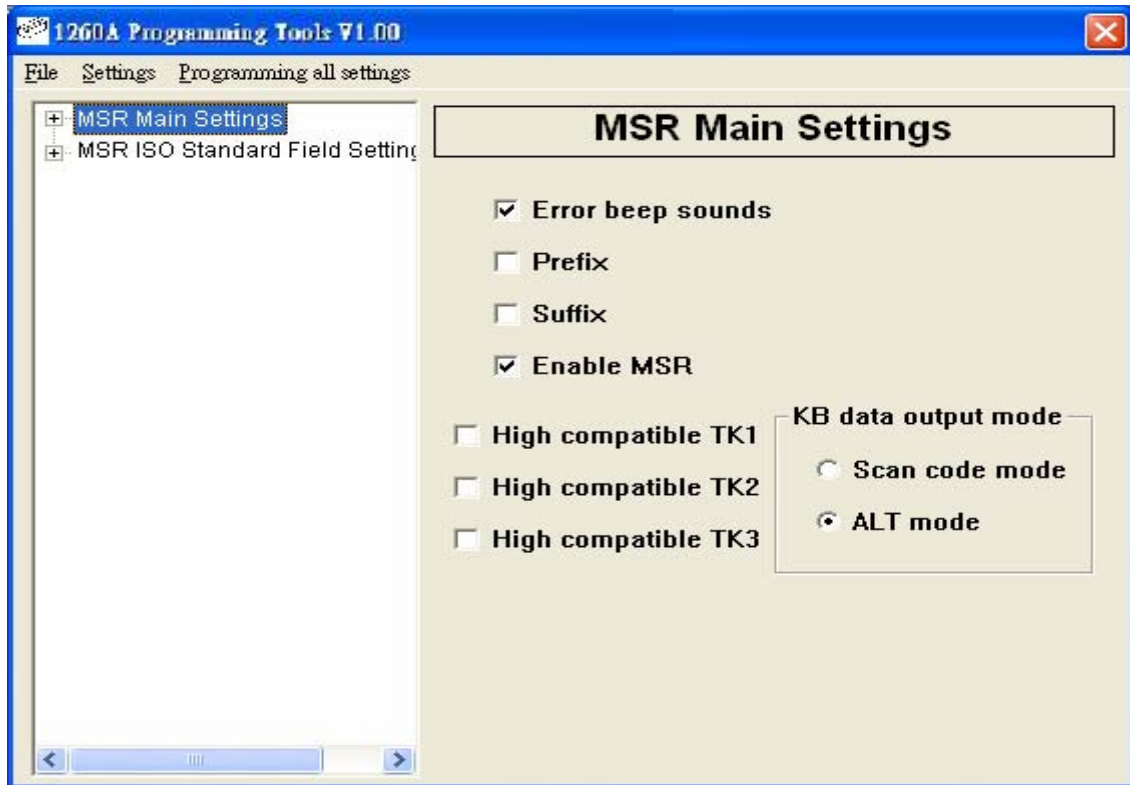 1260A Programming Tools V1.00
File Settings Programming all settings
MSR Main Settings
MSR ISO Standard Field Setting
MSR Main Settings
Error beep sounds
Prefix
Suffix
Enable MSR
High compatible TK1
High compatible TK2
High compatible TK3
KB data output mode
Scan code mode
ALT mode